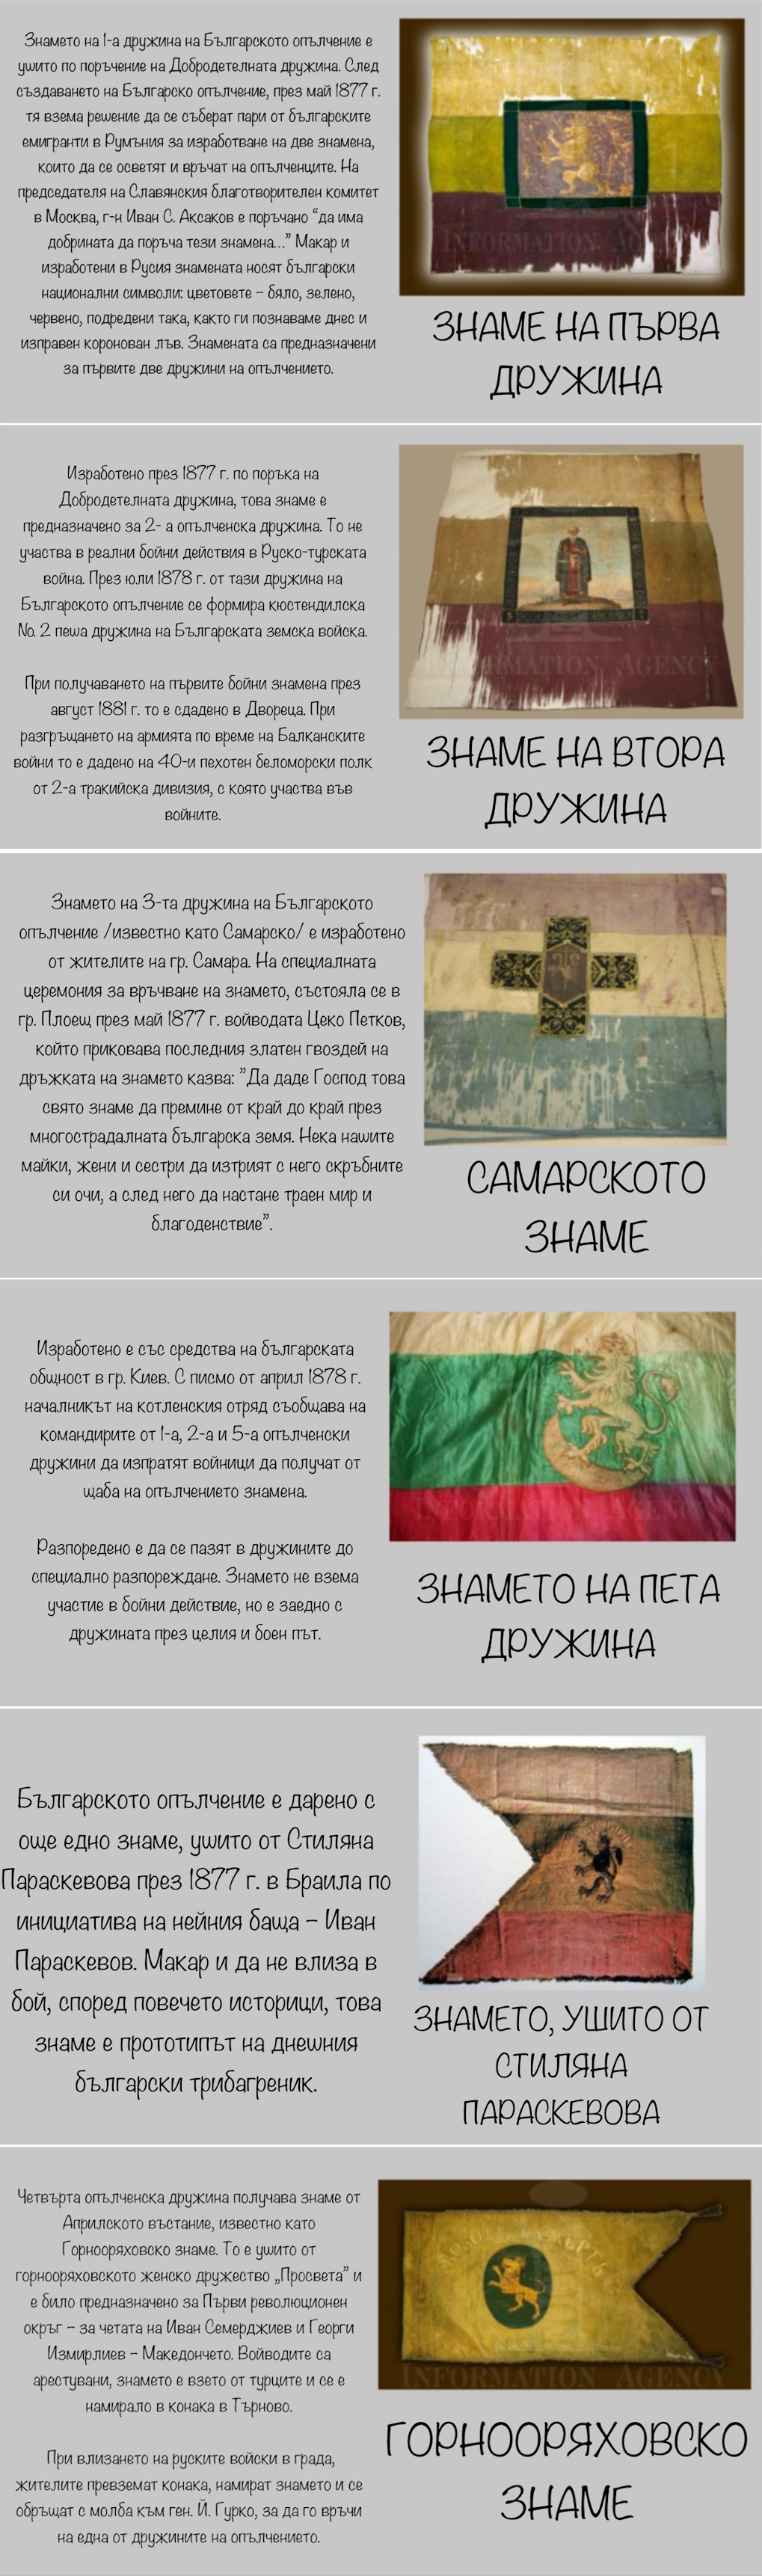 Знамето на 1-а дружина на Българското опълчение е
ушито по поръчение на Добродетелната дружина. След
създаването на Българско опълчение, през май 1877 г.
тя взема решение да се съберат пари от българските
емигранти в Румъния за изработване на две знамена,
които да се осветят и връчат на опълченците. На
председателя на Славянския благотворителен комитет
в Москва, г-н Иван С. Аксаков е поръчано “да има
добрината да поръча тези знамена...” Макар и
изработени в Русия знамената носят български
национални символи: цветовете – бяло, зелено,
червено, подредени така, както ги познаваме днес и
изправен коронован лъв. Знамената са предназначени
за първите две дружини на опълчението.
ЗНАМЕ НА ПЪРВА
ДРУЖИНА
Изработено през 1877 г. по поръка на
Добродетелната дружина, това знаме е
предназначено за 2- а опълченска дружина. То не
участва в реални бойни действия в Руско-турската
война. През юли 1878 г. от тази дружина на
Българското опълчение се формира кюстендилска
No. 2 пеша дружина на Българската земска войска.
При получаването на първите бойни знамена през
август 1881 г. то е сдадено в Двореца. При
разгръщането на армията по време на Балканските
войни то е дадено на 40-и пехотен беломорски полк
от 2-а тракийска дивизия, с която участва във
войните.
INFORMATION AGENCY
ЗНАМЕ НА ВТОРА
ДРУЖИНА
Знамето на 3-та дружина на Българското
опълчение /известно като Самарско/ е изработено
от жителите на гр. Самара. На специалната
церемония за връчване на знамето, състояла се в
гр. Плоещ през май 1877 г. войводата Цеко Петков,
който приковава последния златен гвоздей на
дръжката на знамето казва: ”Да даде Господ това
свято знаме да премине от край до край през
многострадалната българска земя. Нека нашите
майки, жени и сестри да изтрият с него скръбните
си очи, а след него да настане траен мир и
благоденствие”.
САМАРСКОТО
ЗНАМЕ
Изработено е със средства на българската
общност в гр. Киев. С писмо от април 1878 г.
началникът на котленския отряд съобщава на
командирите от 1-а, 2-а и 5-а опълченски
дружини да изпратят войници да получат от
щаба на опълчението знамена.
Разпоредено е да се пазят в дружините до
специално разпореждане. Знамето не взема
участие в бойни действие, но е заедно с
дружината през целия и боен път.
INFORMATION AGENCY
ЗНАМЕТО НА ПЕТА
ДРУЖИНА
Българското опълчение е дарено с
още едно знаме, ушито от Стиляна
Параскевова през 1877 г. в Браила по
инициатива на нейния баща – Иван
Параскевов. Макар и да не влиза в
бой, според повечето историци, това
знаме е прототипът на днешния
български трибагреник.
ЗНАМЕТО, УШИТО ОТ
СТИЛЯНА
ПАРАСКЕВОВА
Четвърта опълченска дружина получава знаме от
Априлското въстание, известно като
Горнооряховско знаме. То е ушито от
горнооряховското женско дружество „Просвета” и
е било предназначено за Първи революционен
окръг – за четата на Иван Семерджиев и Георги
Измирлиев – Македончето. Войводите са
арестувани, знамето е взето от турците и се е
намирало в конака в Търново.
При влизането на руските войски в града,
жителите превземат конака, намират знамето и се
обръщат с молба към ген. Й. Гурко, за да го връчи
на една от дружините на опълчението.
INFORMATION AGENCY
ГОРНООРЯХОВСКО
ЗНАМЕ